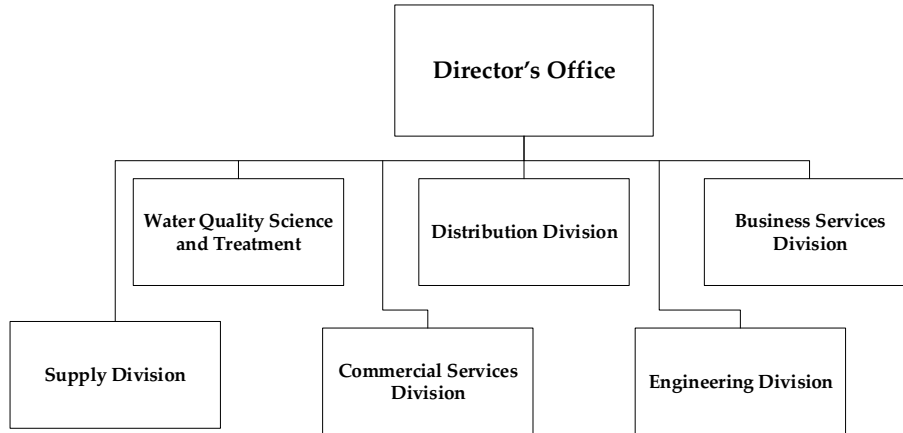 Director’s Office
Water Quality Science
and Treatment
Distribution Division
Business Services
Division
Supply Division
Commercial Services
Division
Engineering Division